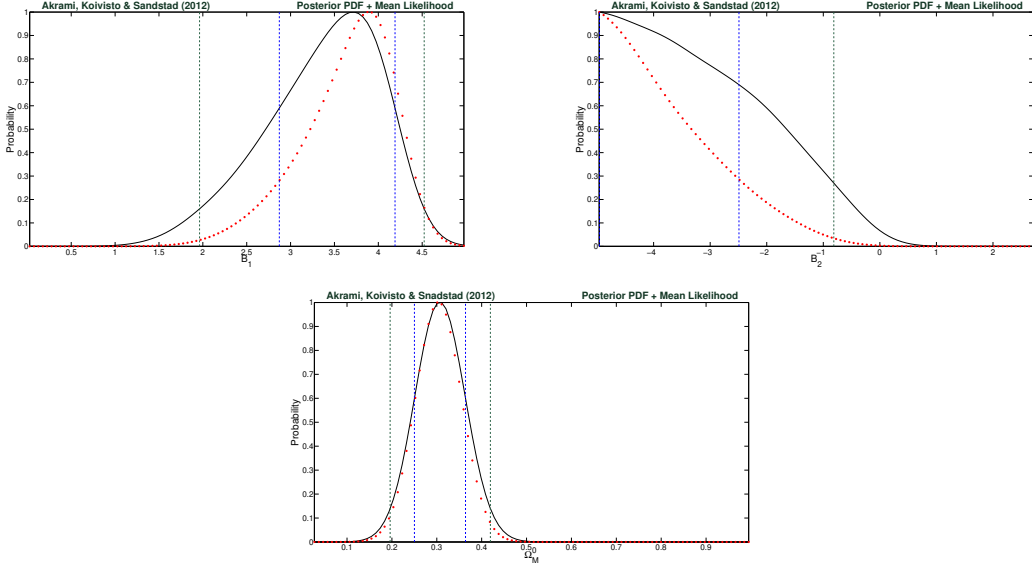 Akrami, Koivisto & Sandstad (2012) Posterior PDF + Mean Likelihood
1
0.9
0.8
0.7
0.6
0.5
0.4
0.3
0.2
0.1
0
Probability
0.5 1 1.5 2 2.5 3 3.5 4 4.5
B1
Akrami, Koivisto & Sandstad (2012) Posterior PDF + Mean Likelihood
1
0.9
0.8
0.7
0.6
0.5
0.4
0.3
0.2
0.1
0
Probability
−4 −3 −2 −1 0 1 2
B2
Akrami, Koivisto & Snadstad (2012) Posterior PDF + Mean Likelihood
1
0.9
0.8
0.7
0.6
0.5
0.4
0.3
0.2
0.1
0
Probability
0.1 0.2 0.3 0.4 0.5 0.6 0.7 0.8 0.9
Ω_M^0